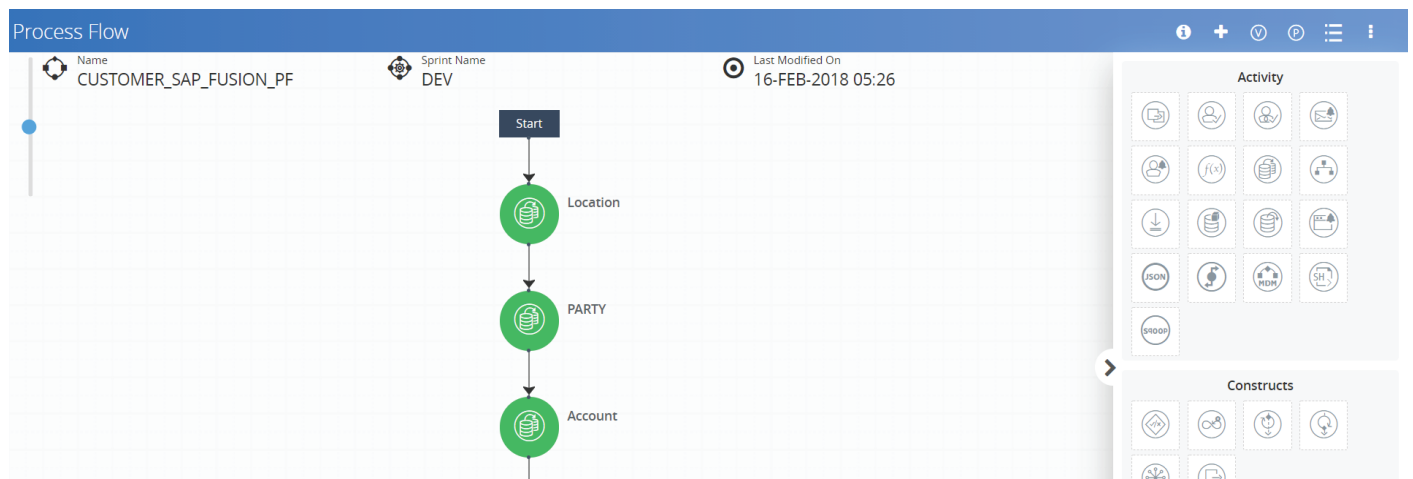 Process Flow
Name
CUSTOMER_SAP_FUSION_PF
Sprint Name
DEV
Last Modified On
16-FEB-2018 05:26
Start
Location
PARTY
Account
Activity
f(x)
JSON
MDM
SH
SQOOP
Constructs